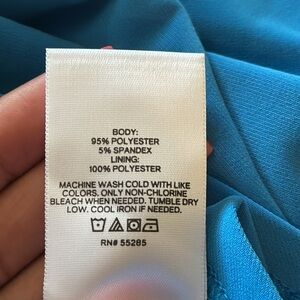 BODY:
95% POLYESTER
5% SPANDEX
LINING:
100% POLYESTER
MACHINE WASH COLD WITH LIKE
COLORS. ONLY NON-CHLORINE
BLEACH WHEN NEEDED. TUMBLE DRY
LOW. COOL IRON IF NEEDED.
RN# 55285